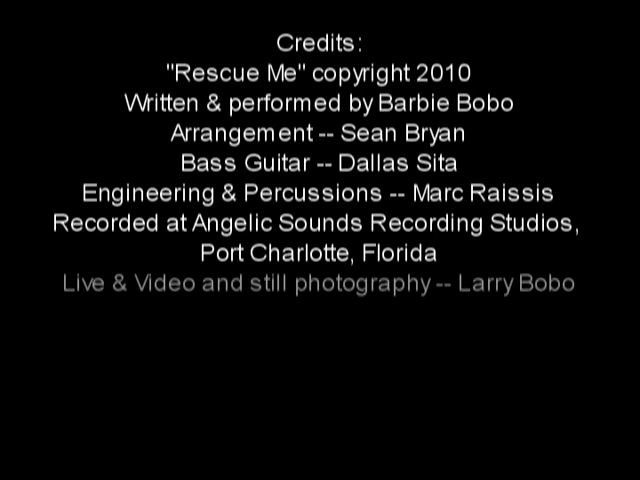 Credits:
"Rescue Me" copyright 2010
Written & performed by Barbie Bobo
Arrangement -- Sean Bryan
Bass Guitar -- Dallas Sita
Engineering & Percussions -- Marc Raissis
Recorded at Angelic Sounds Recording Studios,
Port Charlotte, Florida
Live & Video and still photography -- Larry Bobo